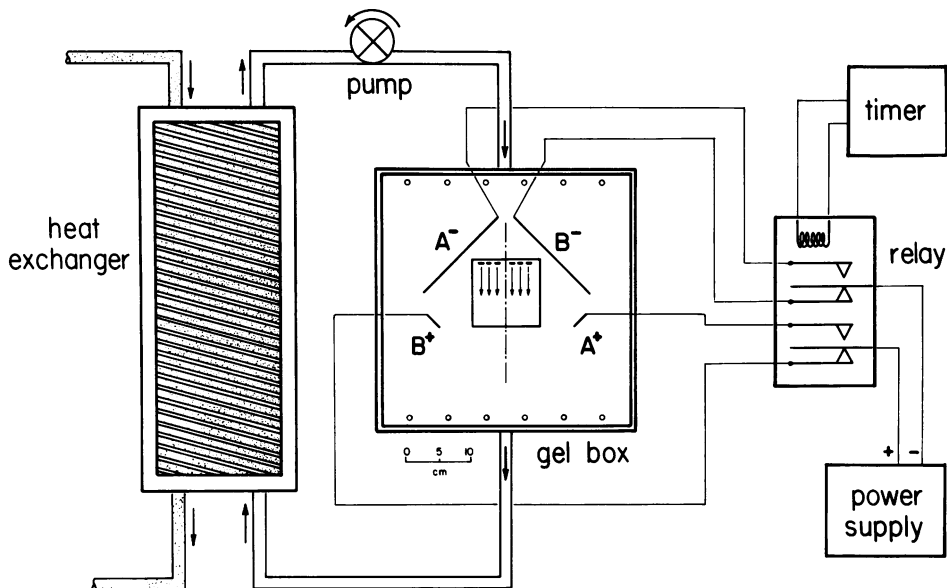 pump
timer
heat
exchanger
A⁻ B⁻
relay
B⁺ A⁺
0 5 10
cm
gel box
+ -
power
supply